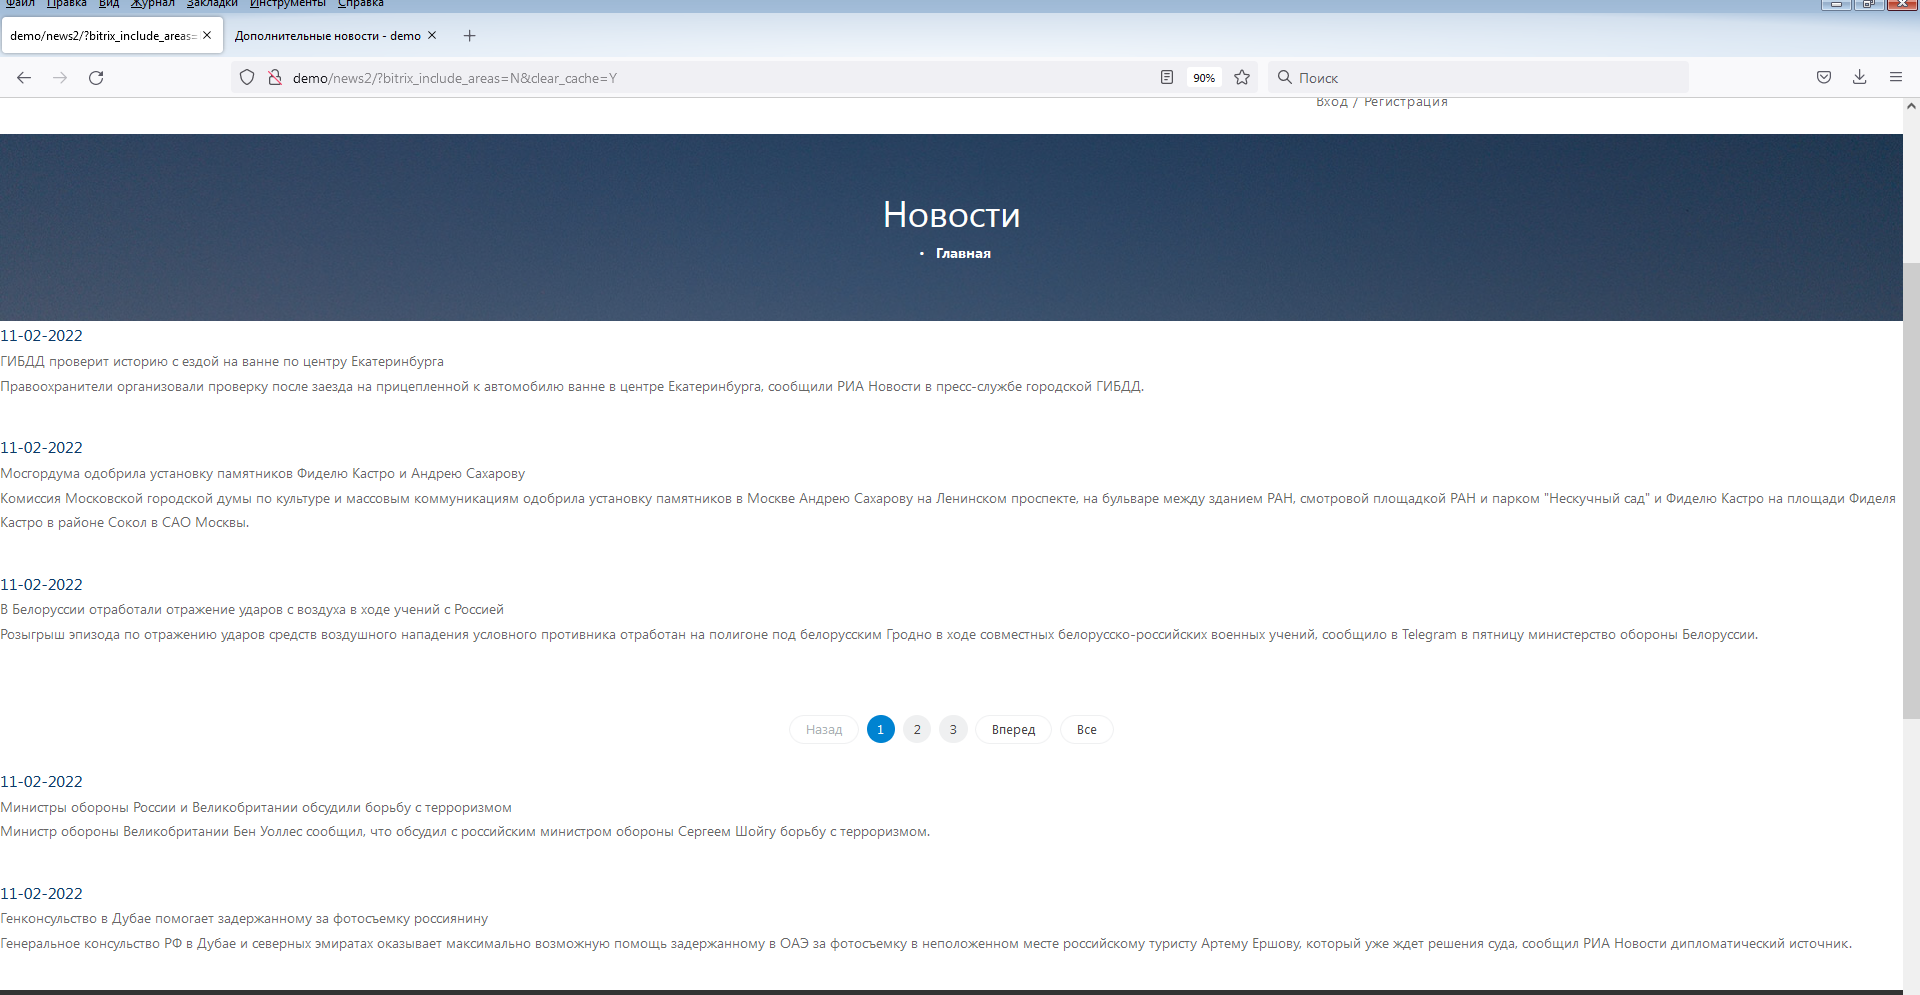 Файл Правка Вид Журнал Закладки Инструменты Справка
demo/news2/?bitrix_include_areas=
Дополнительные новости - demo
demo/news2/?bitrix_include_areas=N&clear_cache=Y
90%
Поиск
Вход / Регистрация
Новости
• Главная
11-02-2022
ГИБДД проверит историю с ездой на ванне по центру Екатеринбурга
Правоохранители организовали проверку после заезда на прицепленной к автомобилю ванне в центре Екатеринбурга, сообщили РИА Новости в пресс-службе городской ГИБДД.
11-02-2022
Мосгордума одобрила установку памятников Фиделю Кастро и Андрею Сахарову
Комиссия Московской городской думы по культуре и массовым коммуникациям одобрила установку памятников в Москве Андрею Сахарову на Ленинском проспекте, на бульваре между зданием РАН, смотровой площадкой РАН и парком "Нескучный сад" и Фиделю Кастро на площади Фиделя
Кастро в районе Сокол в САО Москвы.
11-02-2022
В Белоруссии отработали отражение ударов с воздуха в ходе учений с Россией
Розыгрыш эпизода по отражению ударов средств воздушного нападения условного противника отработан на полигоне под белорусским Гродно в ходе совместных белорусско-российских военных учений, сообщило в Telegram в пятницу министерство обороны Белоруссии.
Назад 1 2 3 Вперед Все
11-02-2022
Министры обороны России и Великобритании обсудили борьбу с терроризмом
Министр обороны Великобритании Бен Уоллес сообщил, что обсудил с российским министром обороны Сергеем Шойгу борьбу с терроризмом.
11-02-2022
Генконсульство в Дубае помогает задержанному за фотосъемку россиянину
Генеральное консульство РФ в Дубае и северных эмиратах оказывает максимально возможную помощь задержанному в ОАЭ за фотосъемку в неположенном месте российскому туристу Артему Ершову, который уже ждет решения суда, сообщил РИА Новости дипломатический источник.